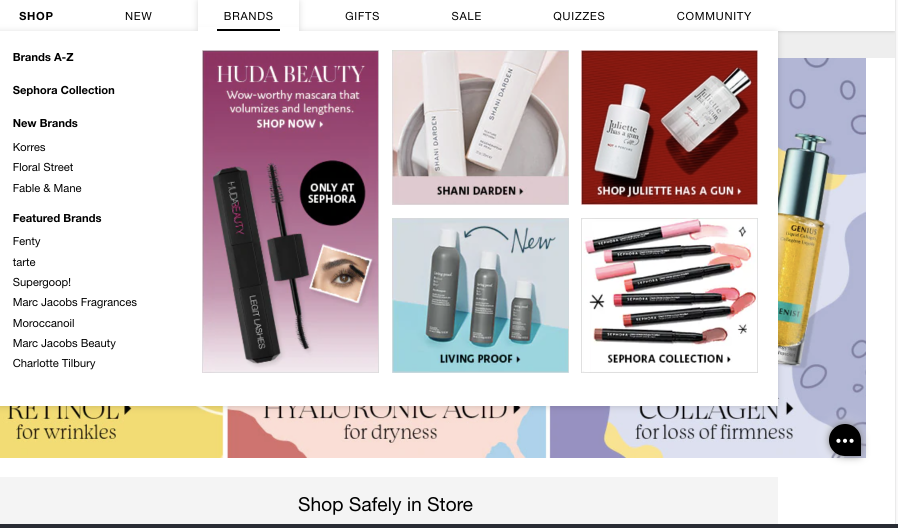 SHOP
NEW
BRANDS
GIFTS
SALE
QUIZZES
COMMUNITY
Brands A-Z
Sephora Collection
New Brands
Korres
Floral Street
Fable & Mane
Featured Brands
Fenty
tarte
Supergoop!
Marc Jacobs Fragrances
Moroccanoil
Marc Jacobs Beauty
Charlotte Tilbury
HUDA BEAUTY
Wow-worthy mascara that
volumizes and lengthens.
SHOP NOW
ONLY AT
SEPHORA
HUDABEAUTY
LEGIT LASHES
SHANI DARDEN
SHANI DARDEN
SHANI DARDEN
Juliette
has a gun
SHOP JULIETTE HAS A GUN
New
living proof.
LIVING PROOF
SEPHORA COLLECTION
GENIUS
RETINOL
for wrinkles
HYALURONIC ACID
for dryness
COLLAGEN
for loss of firmness
Shop Safely in Store